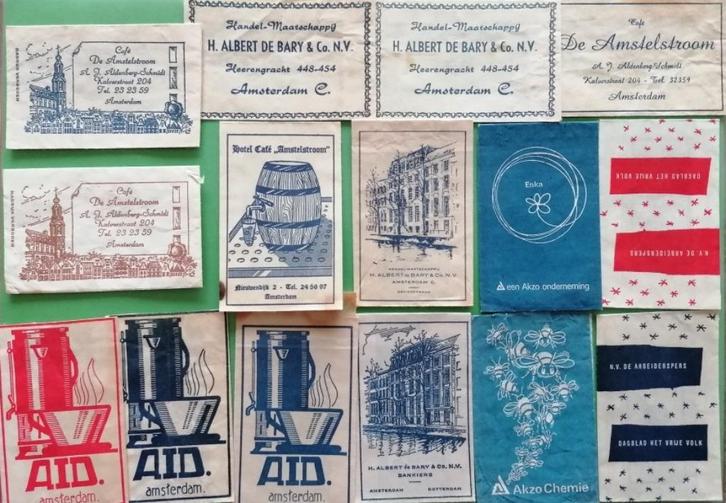 Café
De Amstelstroom
A. J. Aldenberg-Schmidt
Kalverstraat 204
Tel. 23 23 59
Amsterdam
Handel-Maatschappij
H. ALBERT DE BARY & Co. N.V.
Heerengracht 448-454
Amsterdam C.
Handel-Maatschappij
H. ALBERT DE BARY & Co. N.V.
Heerengracht 448-454
Amsterdam C.
Café
De Amstelstroom
A. J. Aldenberg-Schmidt
Kalverstraat 204 - Tel. 32359
Amsterdam
Café
De Amstelstroom
A. J. Aldenberg-Schmidt
Kalverstraat 204
Tel. 23 23 59
Amsterdam
Hotel Café „Amstelstroom”
Nieuwendijk 2 - Tel. 24 56 07
Amsterdam
HANDEL-MAATSCHAPPIJ
H. ALBERT de BARY & Co. N.V.
AMSTERDAM C.
Enka
een Akzo onderneming
DAGBLAD HET VRIJE VOLK
N.V. DE ARBEIDERSPERS
AID.
amsterdam.
AID.
amsterdam.
AID.
amsterdam.
H. ALBERT de BARY & Co. N.V.
BANKIERS
AMSTERDAM ROTTERDAM
Akzo Chemie
N.V. DE ARBEIDERSPERS
DAGBLAD HET VRIJE VOLK